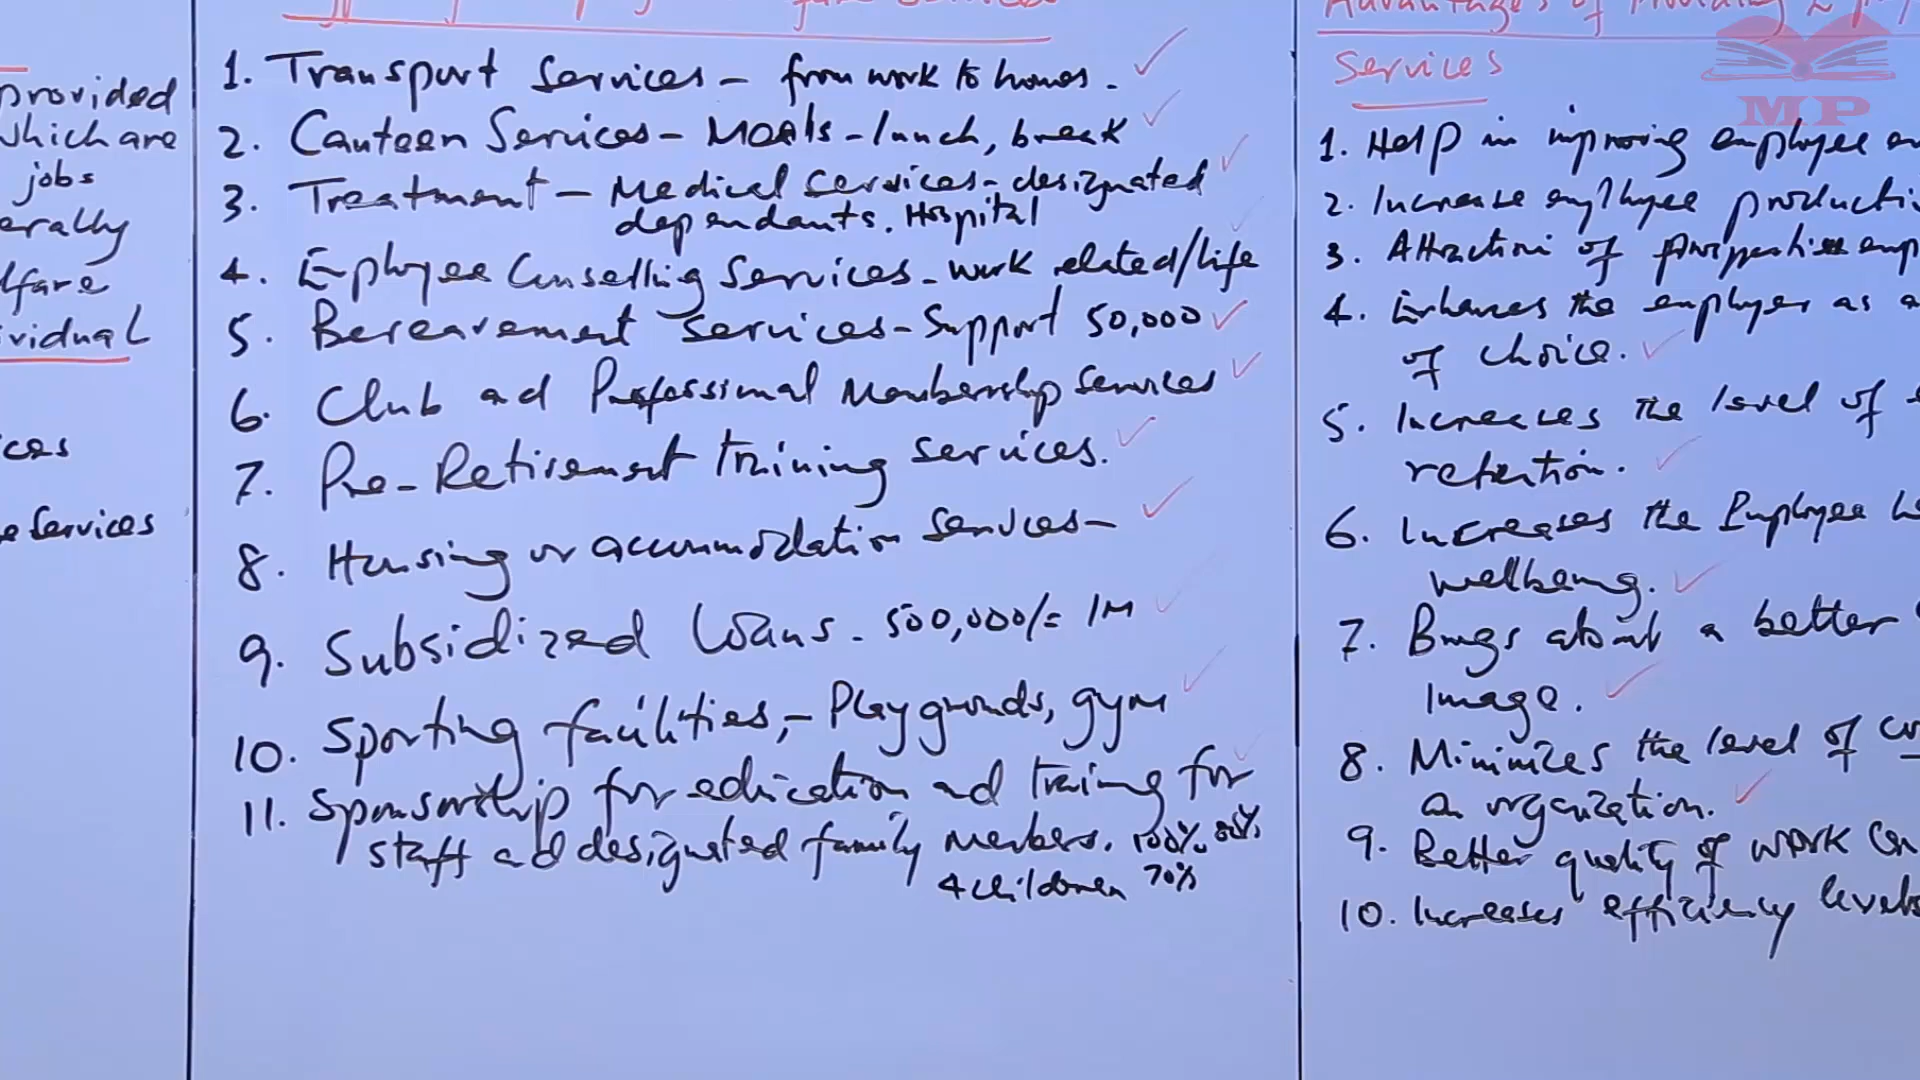 provided
which are
jobs
erally
lfare
ividual
ces
e Services
1. Transport Services - from work to homes.
2. Canteen Services - Meals - lunch, break
3. Treatment - Medical Services - designated
dependants. Hospital
4. Employee Counselling Services - work related/life
5. Bereavement Services - Support 50,000
6. Club ad Professional Membership Services
7. Pre-Retirement training services.
8. Housing or accommodation services -
9. Subsidized loans. 500,000/= 1M
10. Sporting facilities, - Playgrounds, gym
11. Sponsorship for education ad training for
staff ad designated family members. 100%
4 children 70%
Advantages of Providing
Services
1. Help in improving employee
2. Increase employee producti
3. Attraction of
4. Enhances the employer as a
of choice.
5. Increases the level of
retention.
6. Increases the Employee
wellbeing.
7. Brings about a better
Image.
8. Minimizes the level of
an organization.
9. Better quality of work
10. Increases efficiency levels
MP